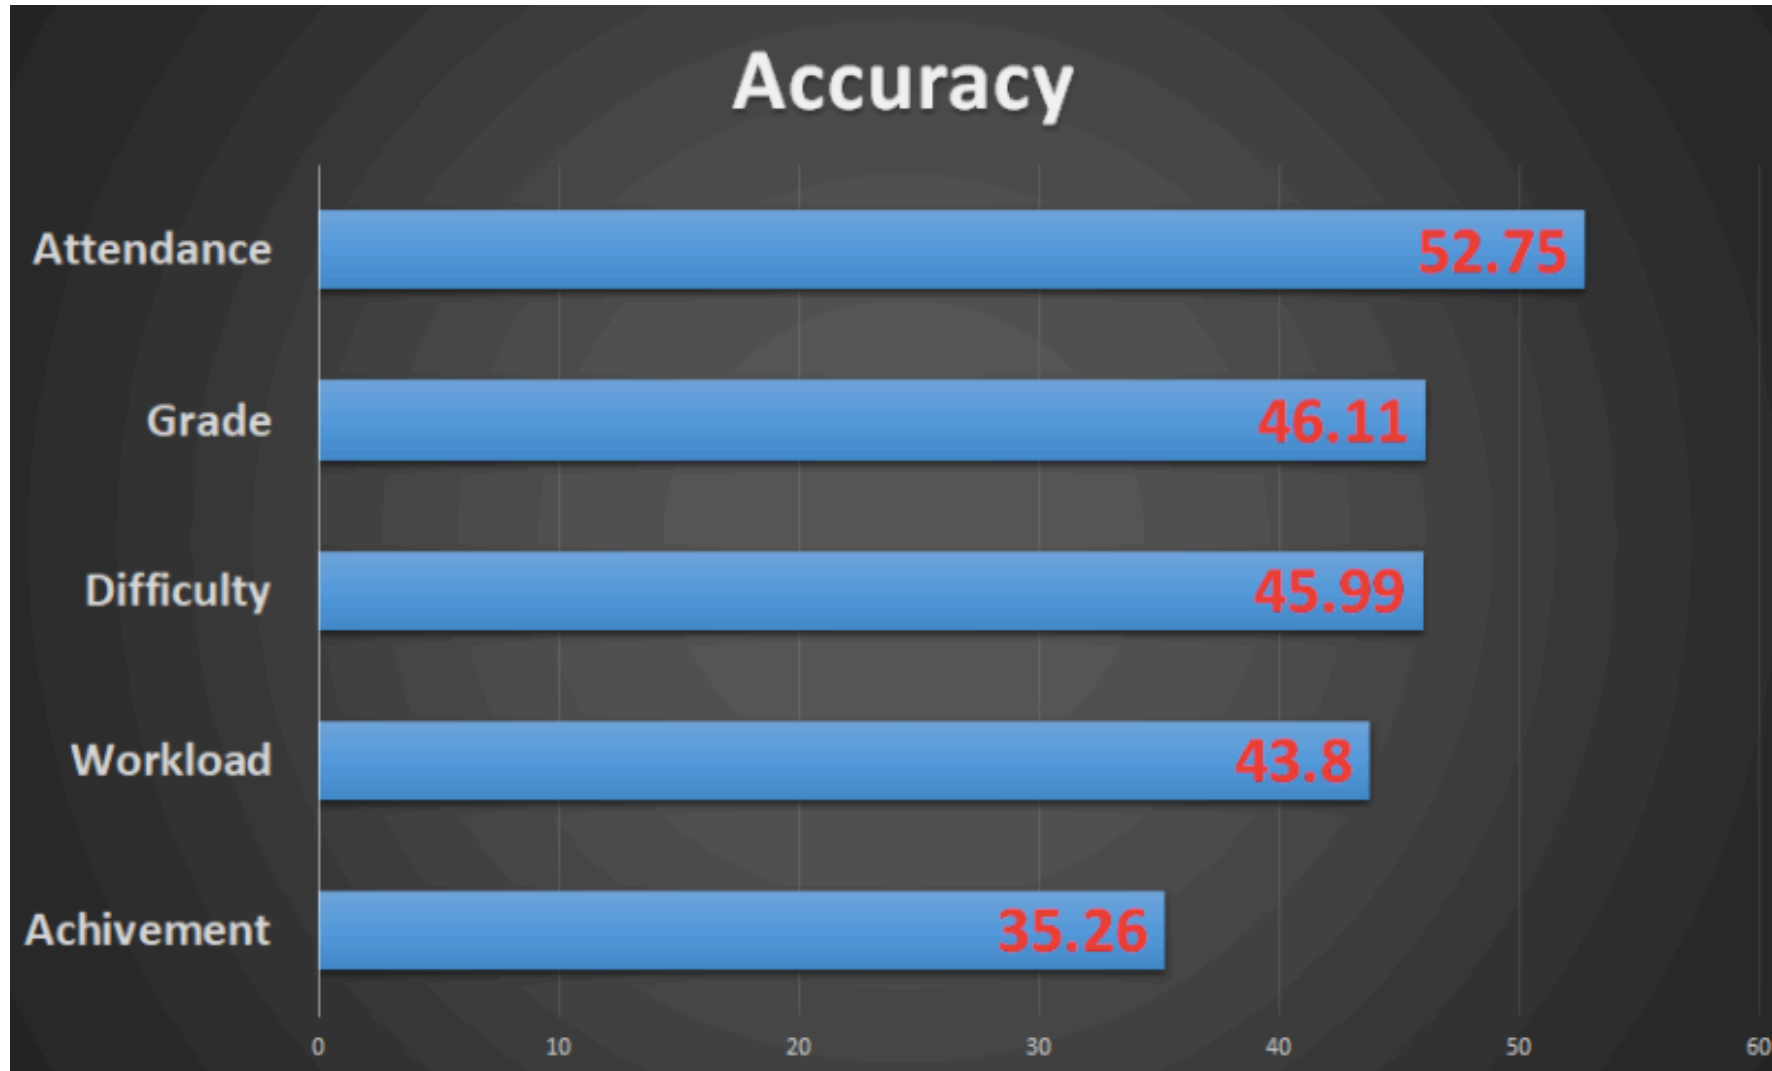 Accuracy
Attendance
52.75
Grade
46.11
Difficulty
45.99
Workload
43.8
Achivement
35.26
0 10 20 30 40 50 60